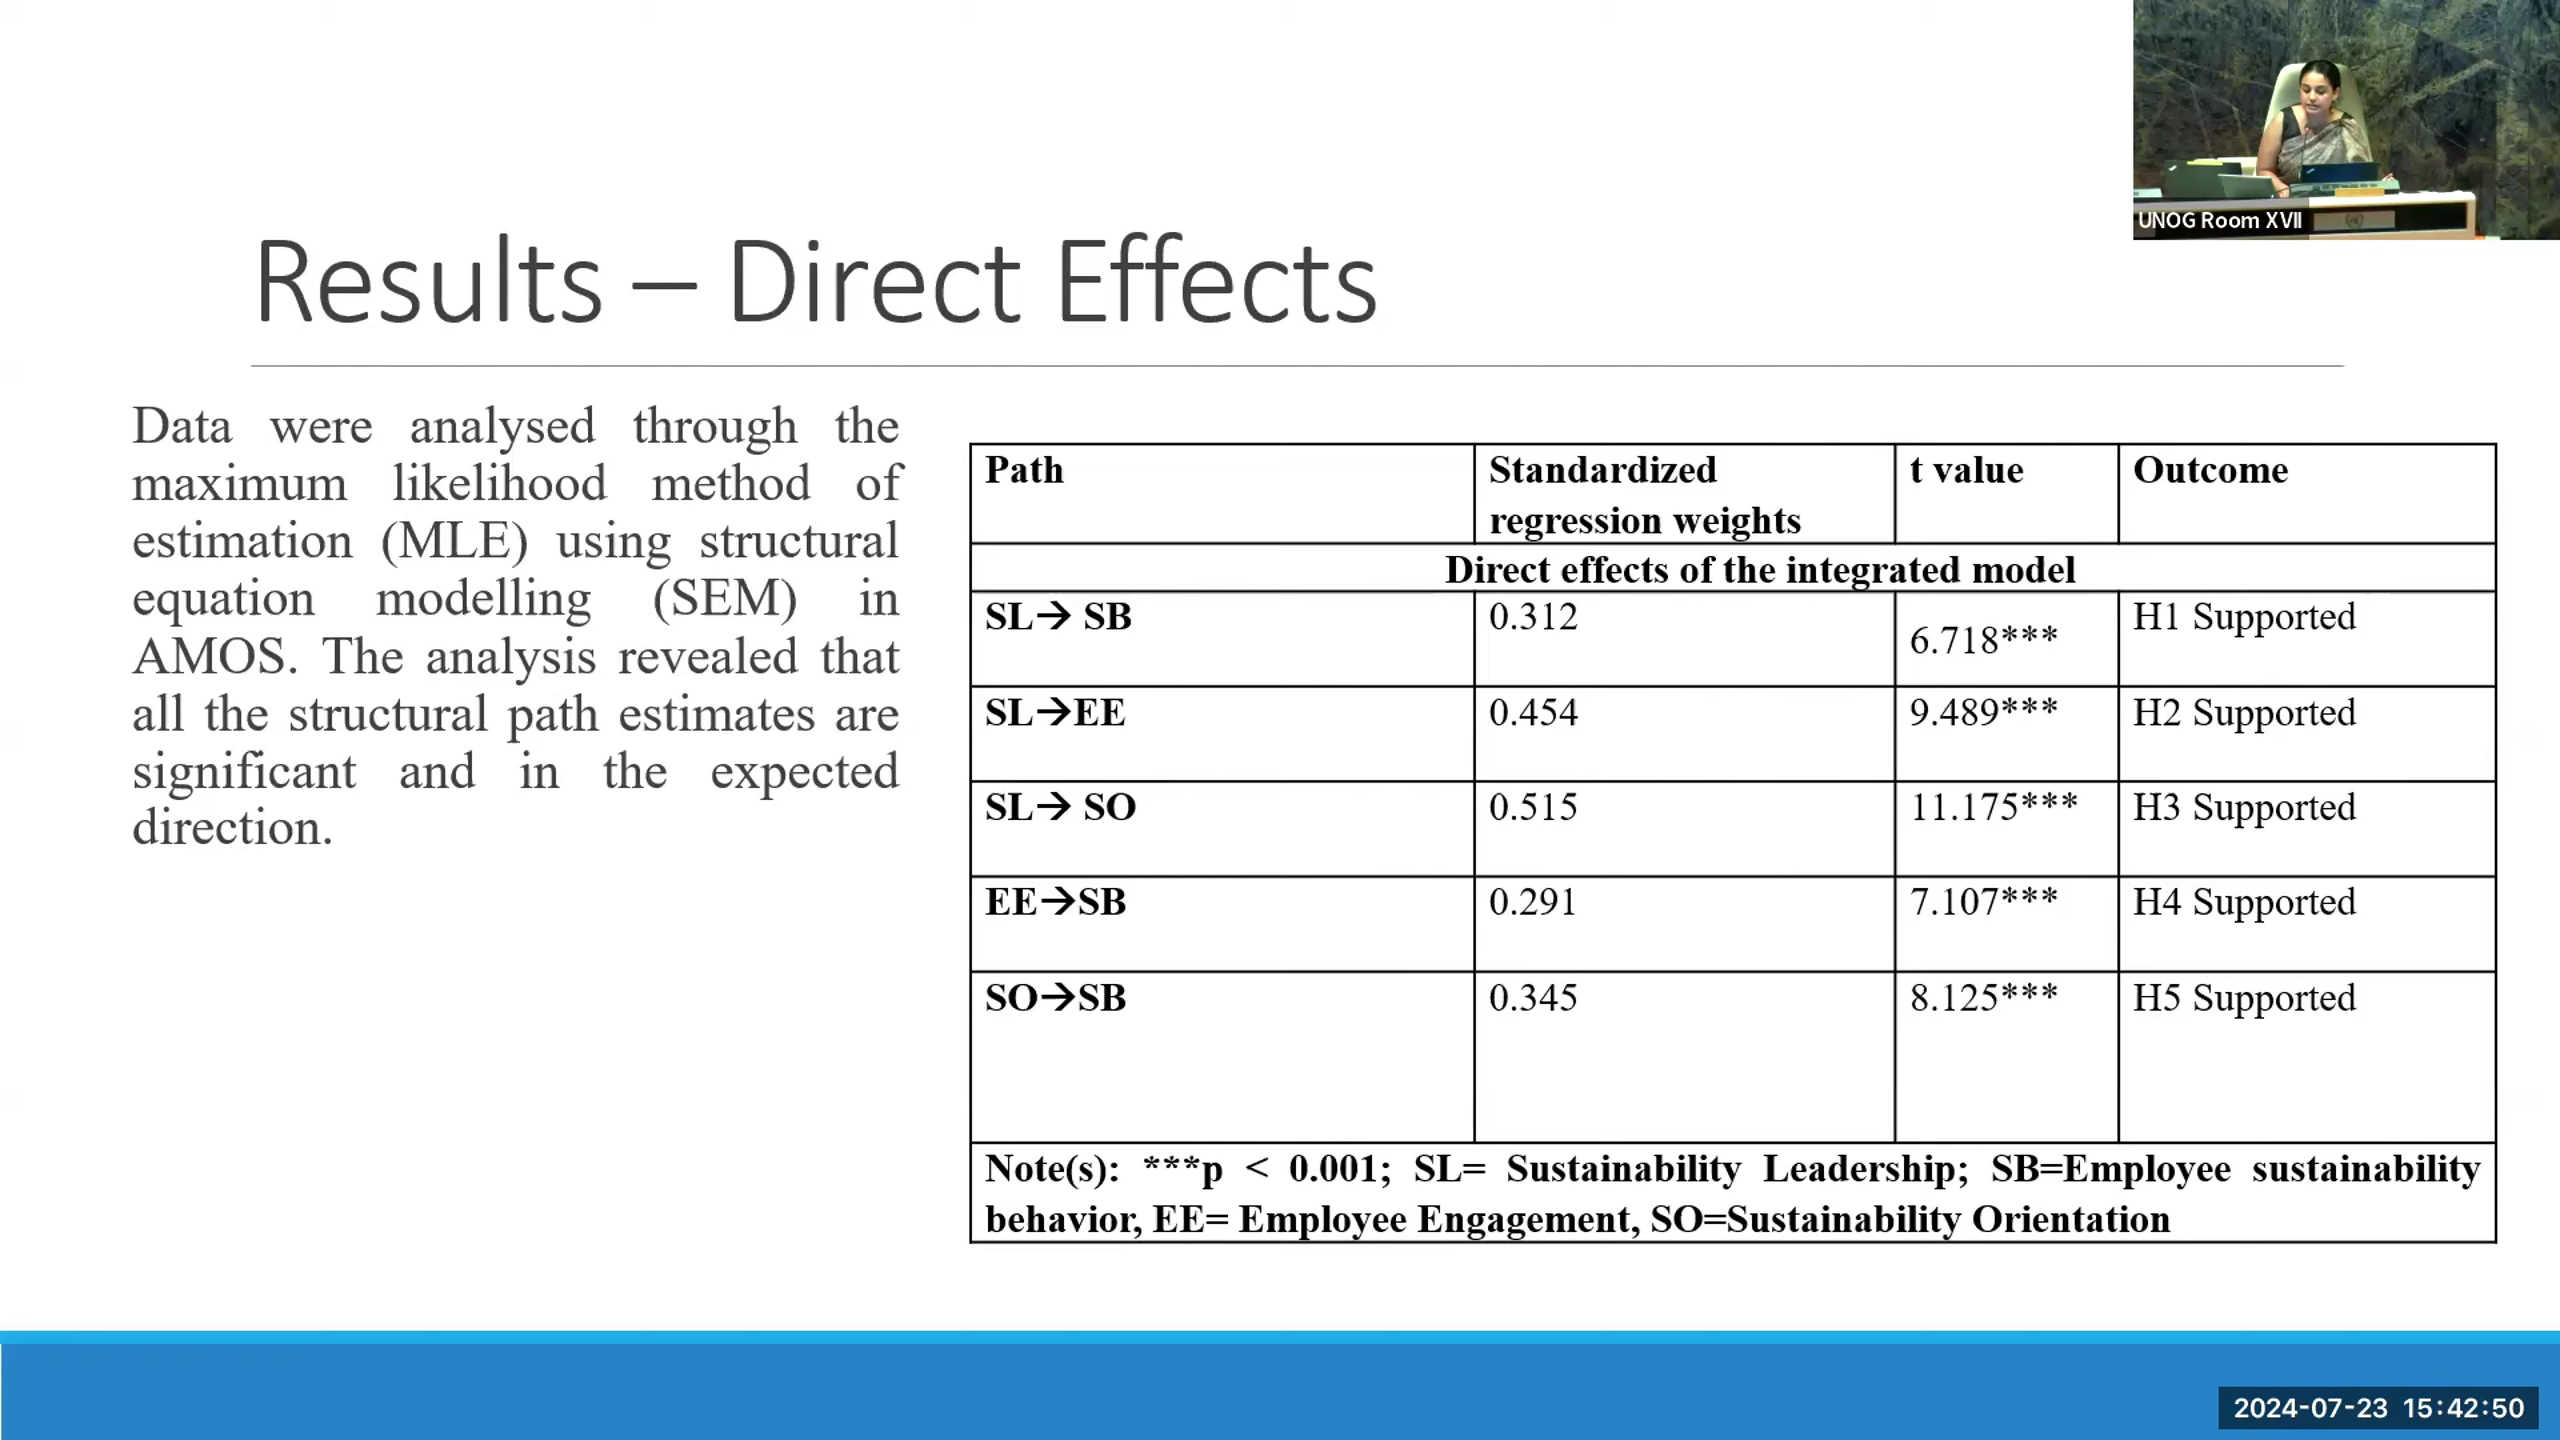 UNOG Room XVII
Results – Direct Effects
Data were analysed through the
maximum likelihood method of
estimation (MLE) using structural
equation modelling (SEM) in
AMOS. The analysis revealed that
all the structural path estimates are
significant and in the expected
direction.
Path Standardized regression weights t value Outcome
Direct effects of the integrated model
SL→ SB 0.312 6.718*** H1 Supported
SL→EE 0.454 9.489*** H2 Supported
SL→ SO 0.515 11.175*** H3 Supported
EE→SB 0.291 7.107*** H4 Supported
SO→SB 0.345 8.125*** H5 Supported
Note(s): ***p < 0.001; SL= Sustainability Leadership; SB=Employee sustainability
behavior, EE= Employee Engagement, SO=Sustainability Orientation
2024-07-23 15:42:50